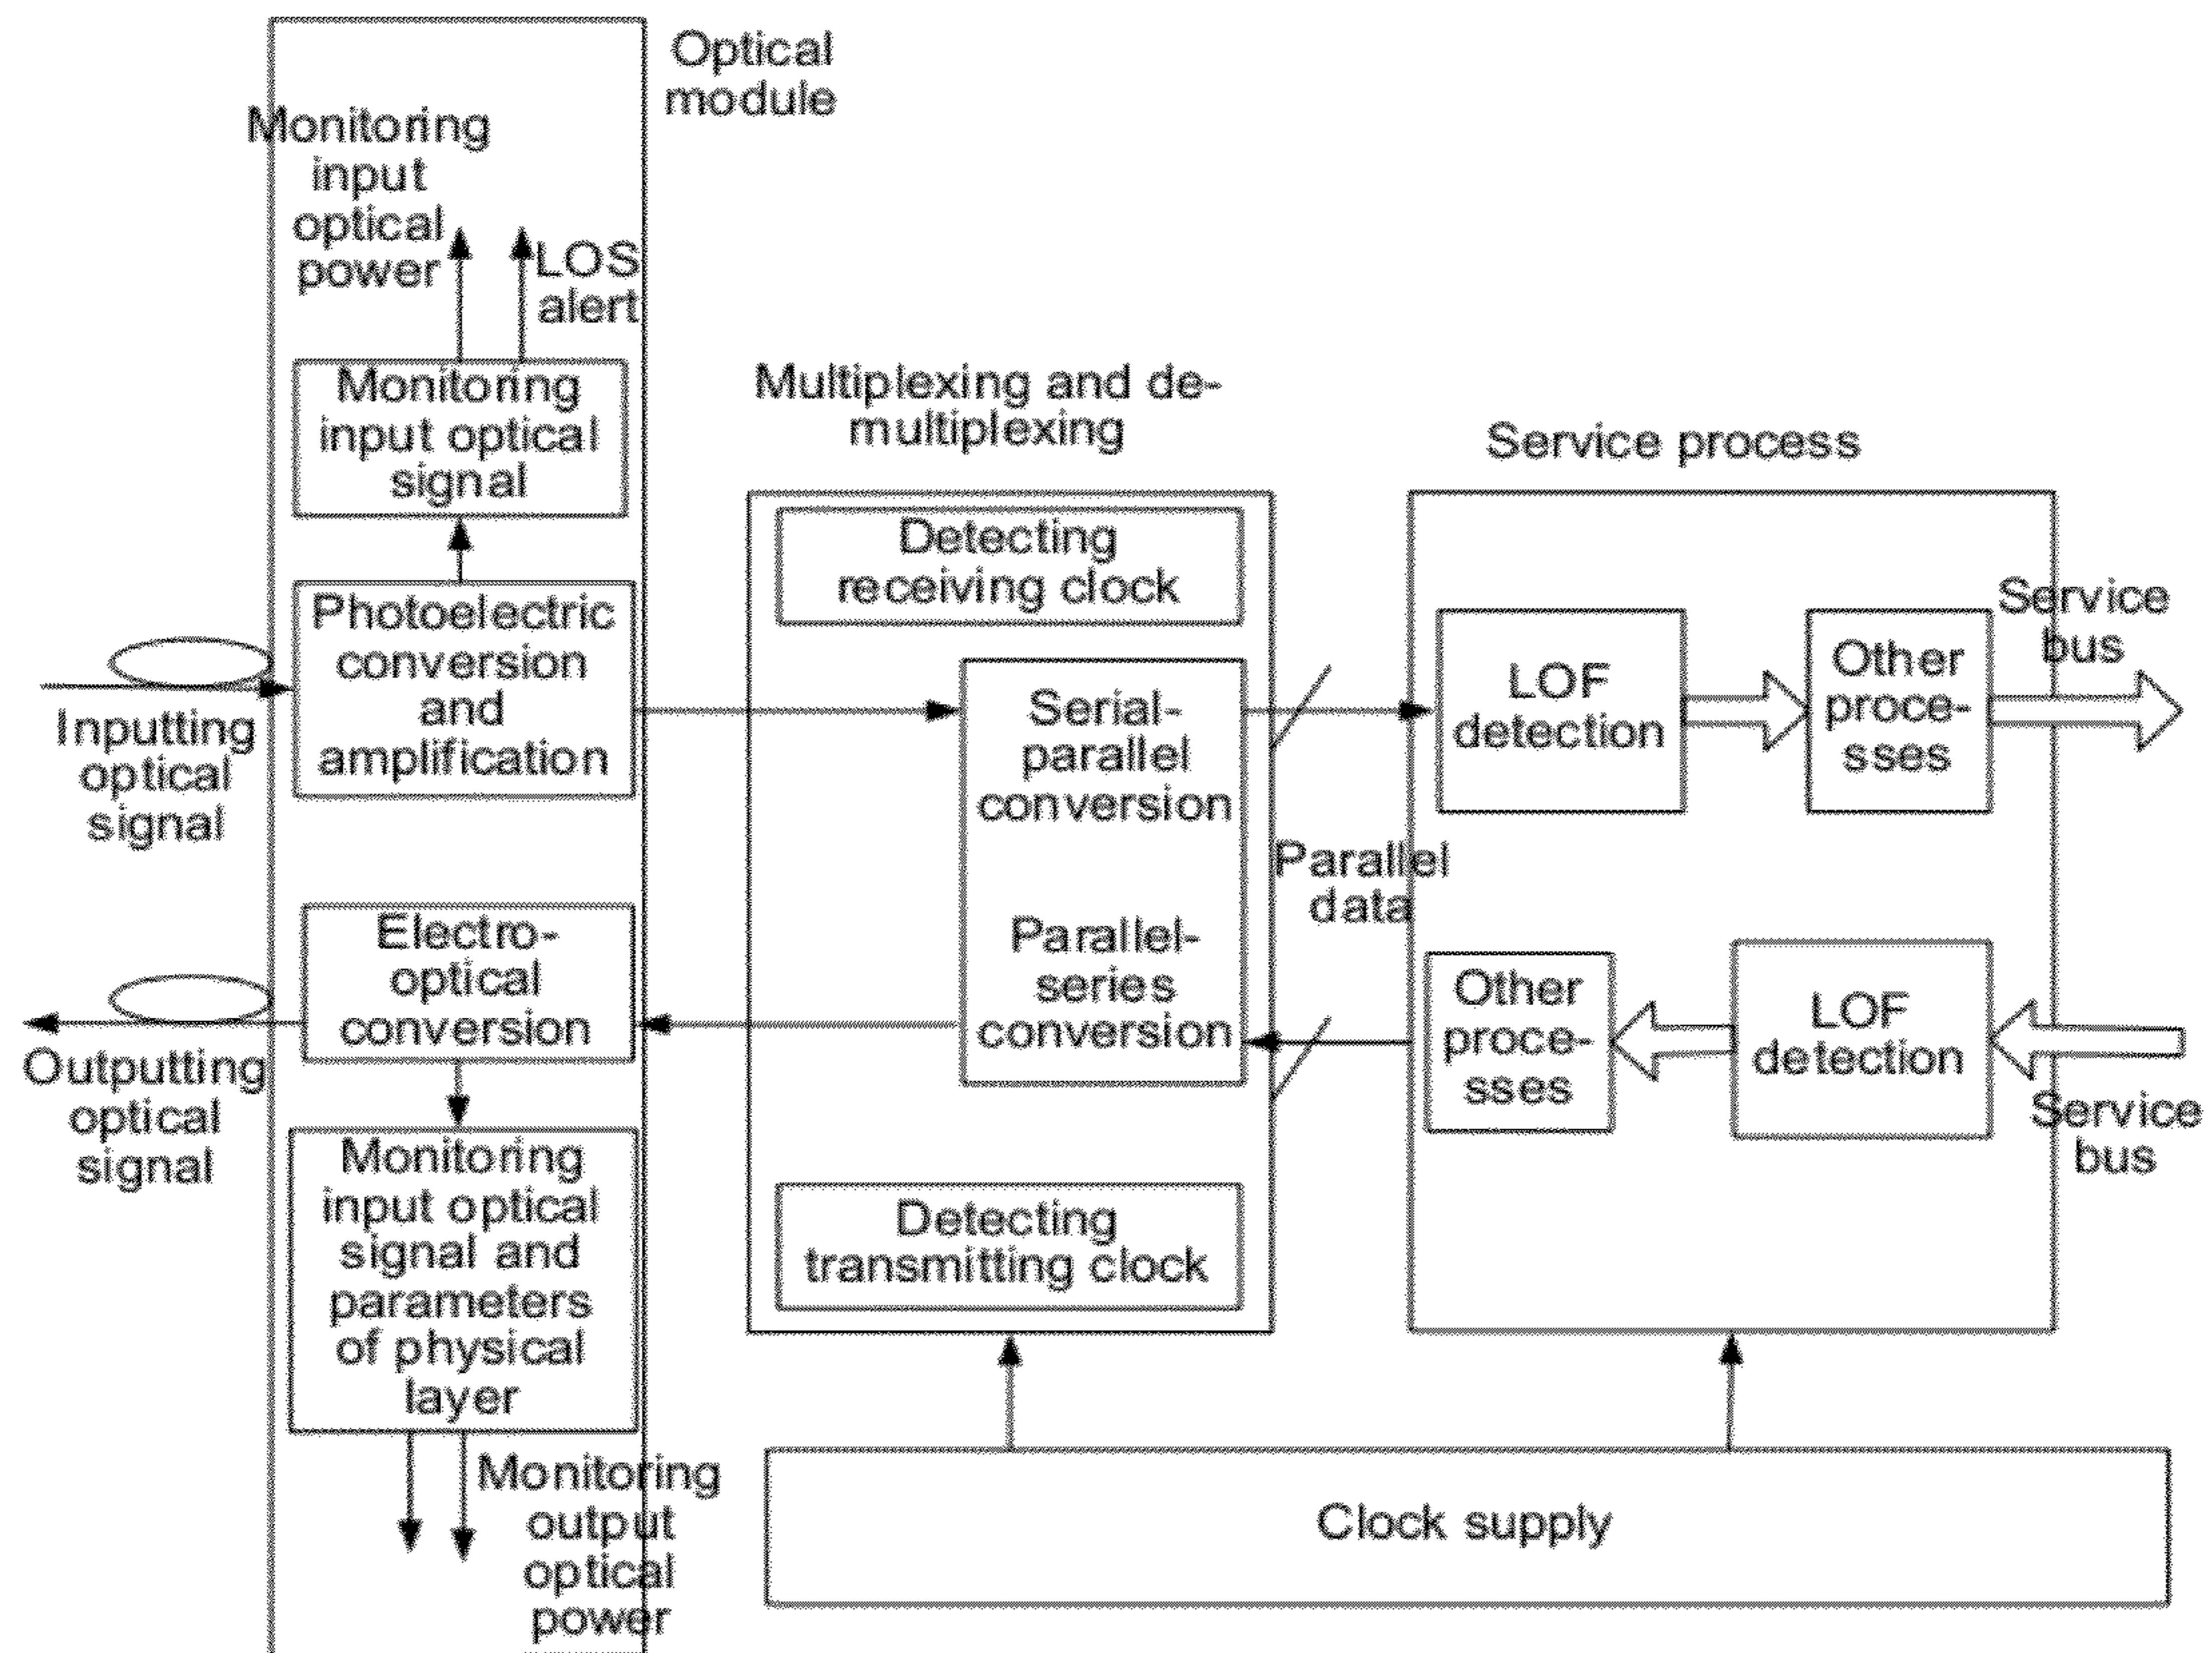 Optical
module
Monitoring
input
optical
power
LOS
alert
Monitoring
input optical
signal
Photoelectric
conversion
and
amplification
Inputting
optical
signal
Electro-
optical
conversion
Outputting
optical
signal
Monitoring
input optical
signal and
parameters
of physical
layer
Monitoring
output
optical
power
Multiplexing and de-
multiplexing
Detecting
receiving clock
Serial-
parallel
conversion
Parallel-
series
conversion
Detecting
transmitting clock
Parallel
data
Service process
LOF
detection
Other
proce-
sses
Service
bus
Other
proce-
sses
LOF
detection
Service
bus
Clock supply